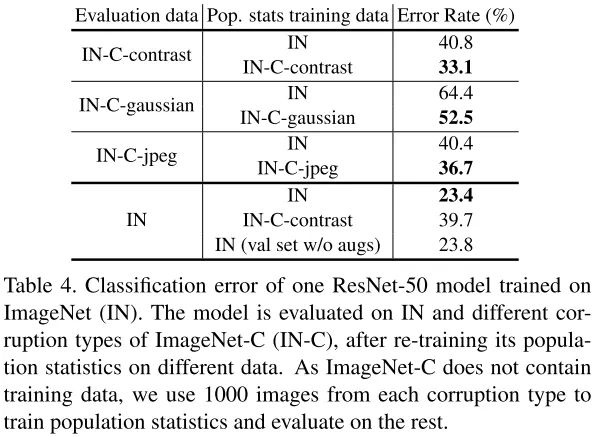 Evaluation data Pop. stats training data Error Rate (%)
IN-C-contrast IN 40.8
IN-C-contrast 33.1
IN-C-gaussian IN 64.4
IN-C-gaussian 52.5
IN-C-jpeg IN 40.4
IN-C-jpeg 36.7
IN IN 23.4
IN-C-contrast 39.7
IN (val set w/o augs) 23.8
Table 4. Classification error of one ResNet-50 model trained on
ImageNet (IN). The model is evaluated on IN and different cor-
ruption types of ImageNet-C (IN-C), after re-training its popula-
tion statistics on different data. As ImageNet-C does not contain
training data, we use 1000 images from each corruption type to
train population statistics and evaluate on the rest.